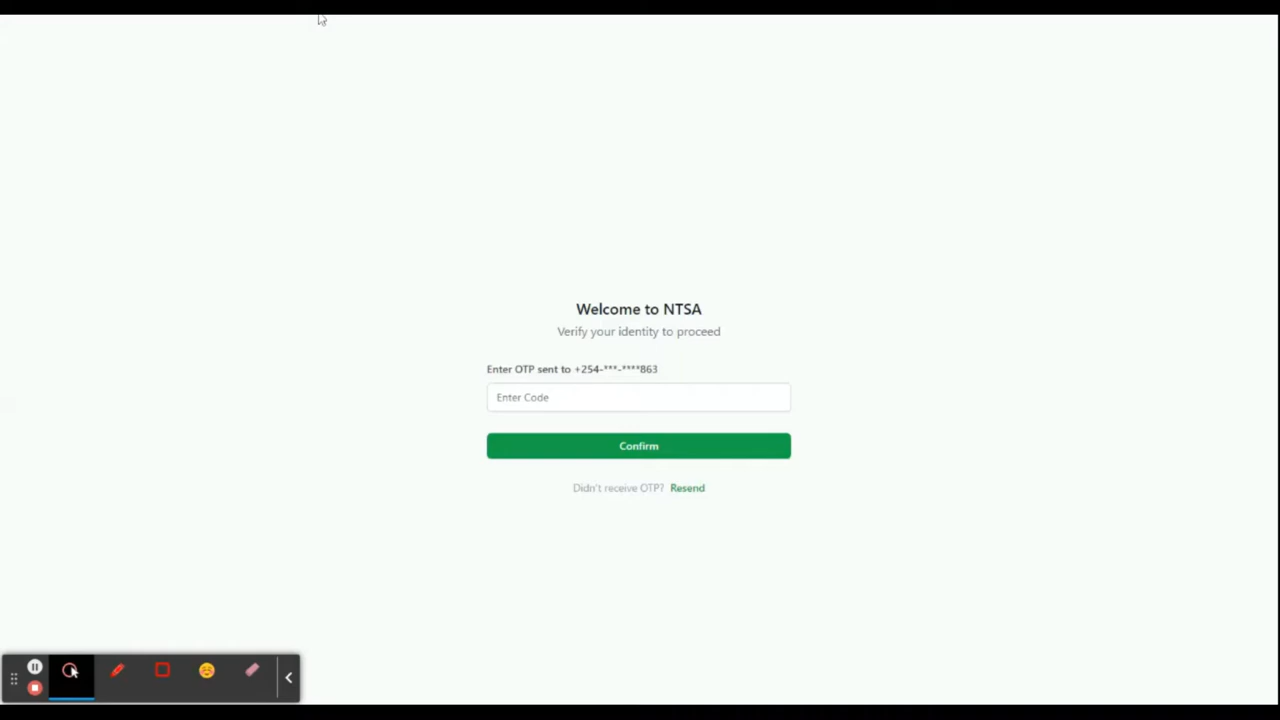 Welcome to NTSA
Verify your identity to proceed
Enter OTP sent to +254-***-****863
Enter Code
Confirm
Didn't receive OTP? Resend